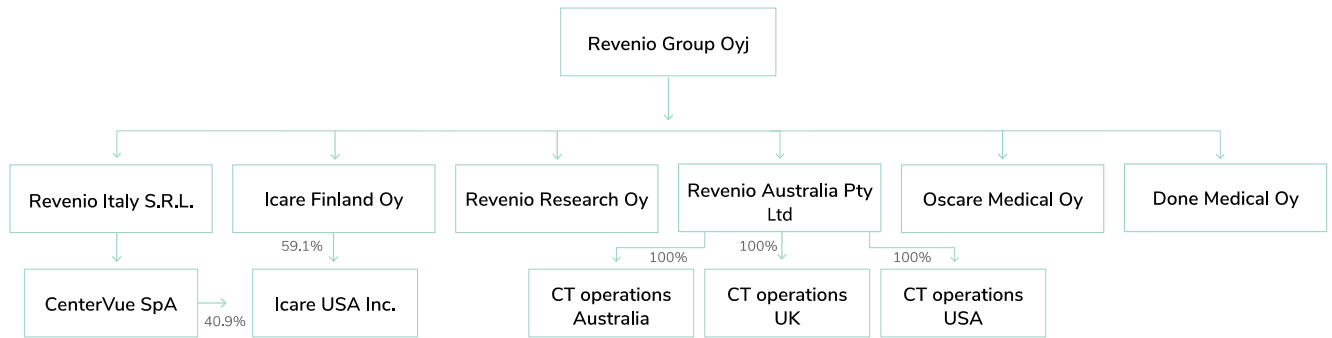 Revenio Group Oyj
Revenio Italy S.R.L.
Icare Finland Oy
Revenio Research Oy
Revenio Australia Pty
Ltd
Oscare Medical Oy
Done Medical Oy
59.1%
100%
100%
100%
CenterVue SpA
40.9%
Icare USA Inc.
CT operations
Australia
CT operations
UK
CT operations
USA